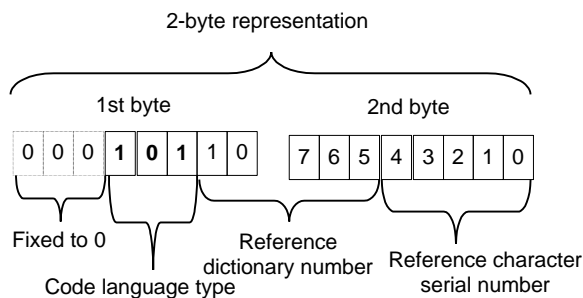 2-byte representation
1st byte
2nd byte
0 0 0 1 0 1 1 0
7 6 5 4 3 2 1 0
Fixed to 0
Code language type
Reference
dictionary number
Reference character
serial number